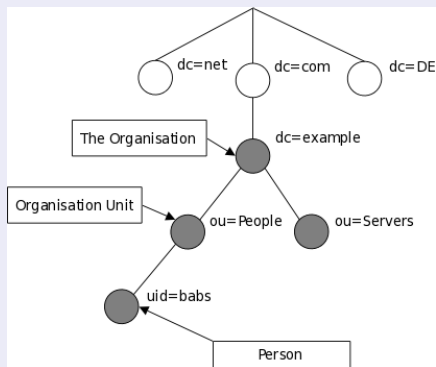 dc=net
dc=com
dc=DE
The Organisation
dc=example
Organisation Unit
ou=People
ou=Servers
uid=babs
Person